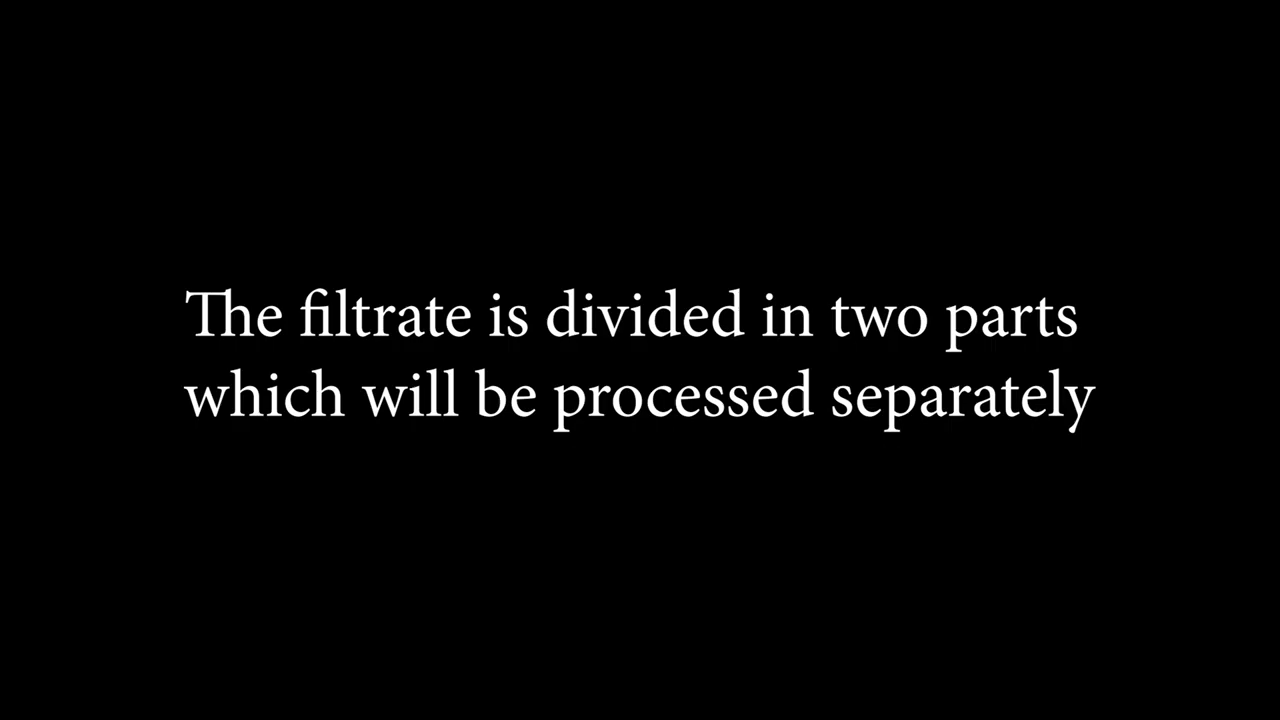 The filtrate is divided in two parts
which will be processed separately